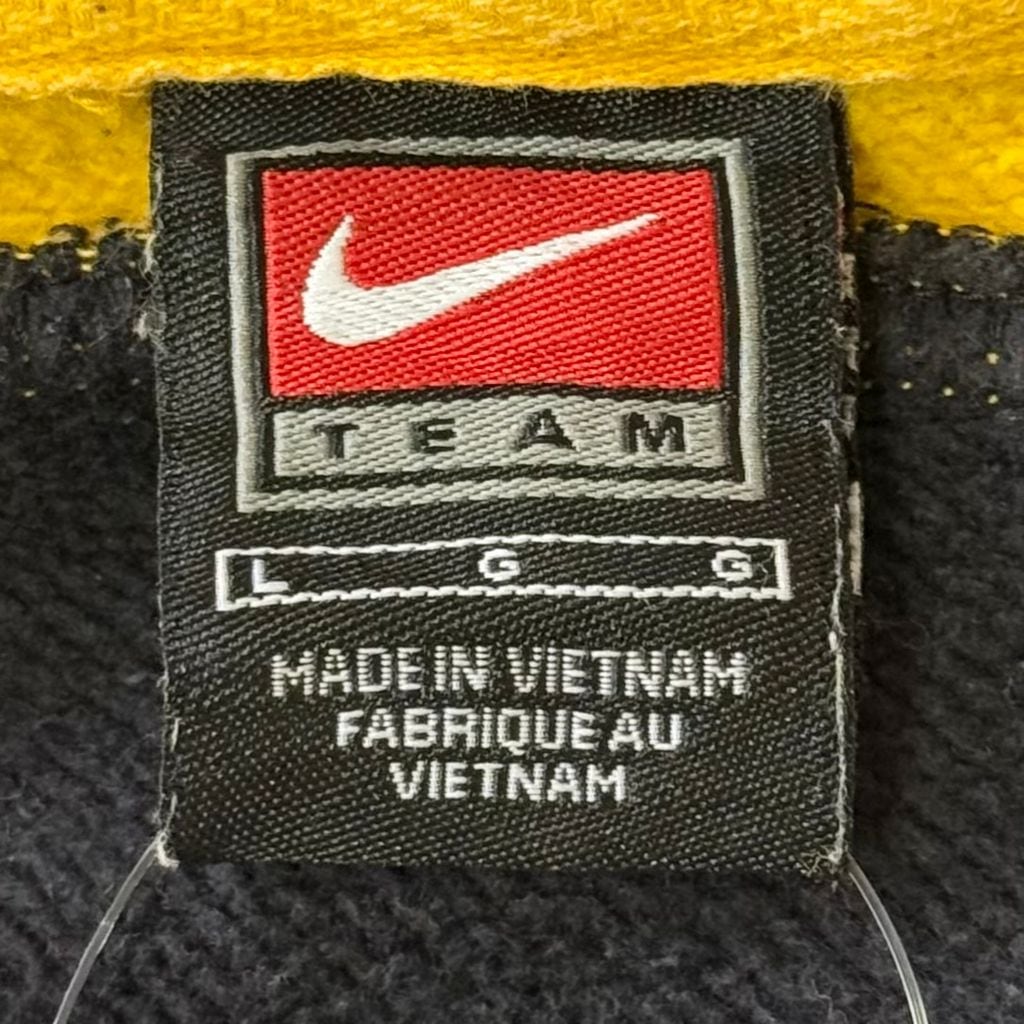 TEAM
L G G
MADE IN VIETNAM
FABRIQUE AU
VIETNAM